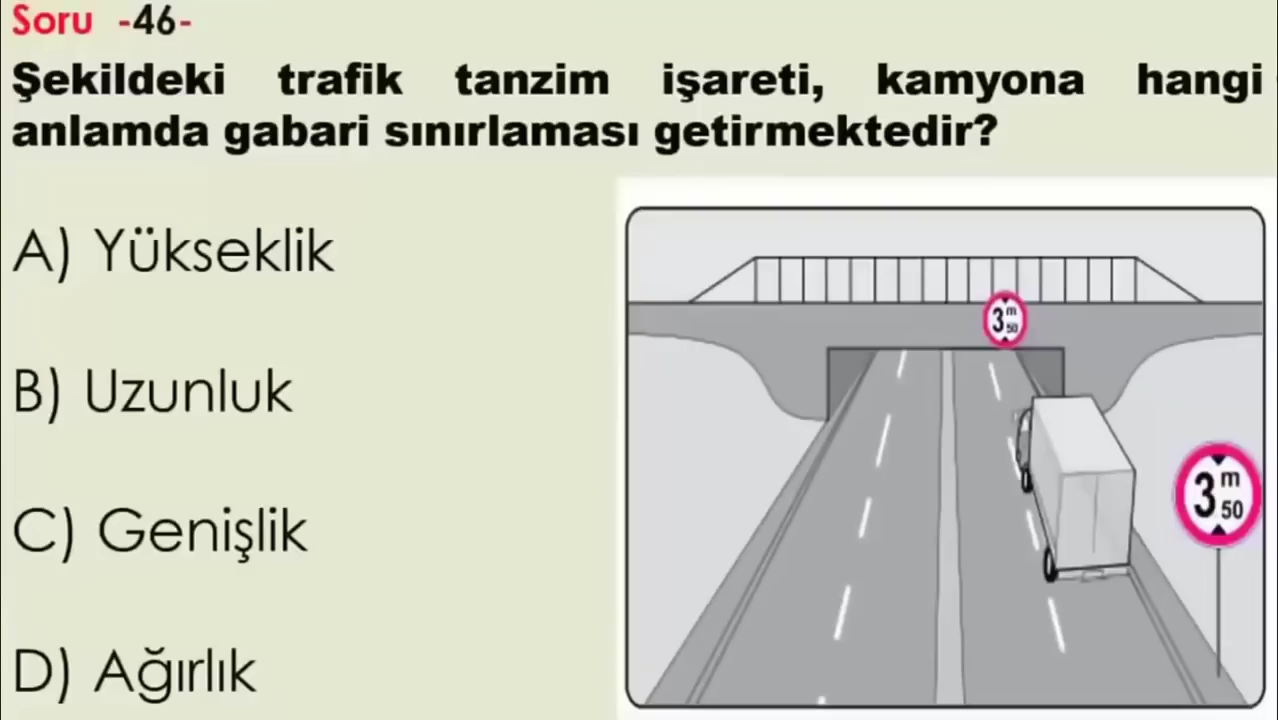 Soru -46-
Şekildeki trafik tanzim işareti, kamyona hangi
anlamda gabari sınırlaması getirmektedir?
A) Yükseklik
B) Uzunluk
C) Genişlik
D) Ağırlık
3 m 50
3 m 50